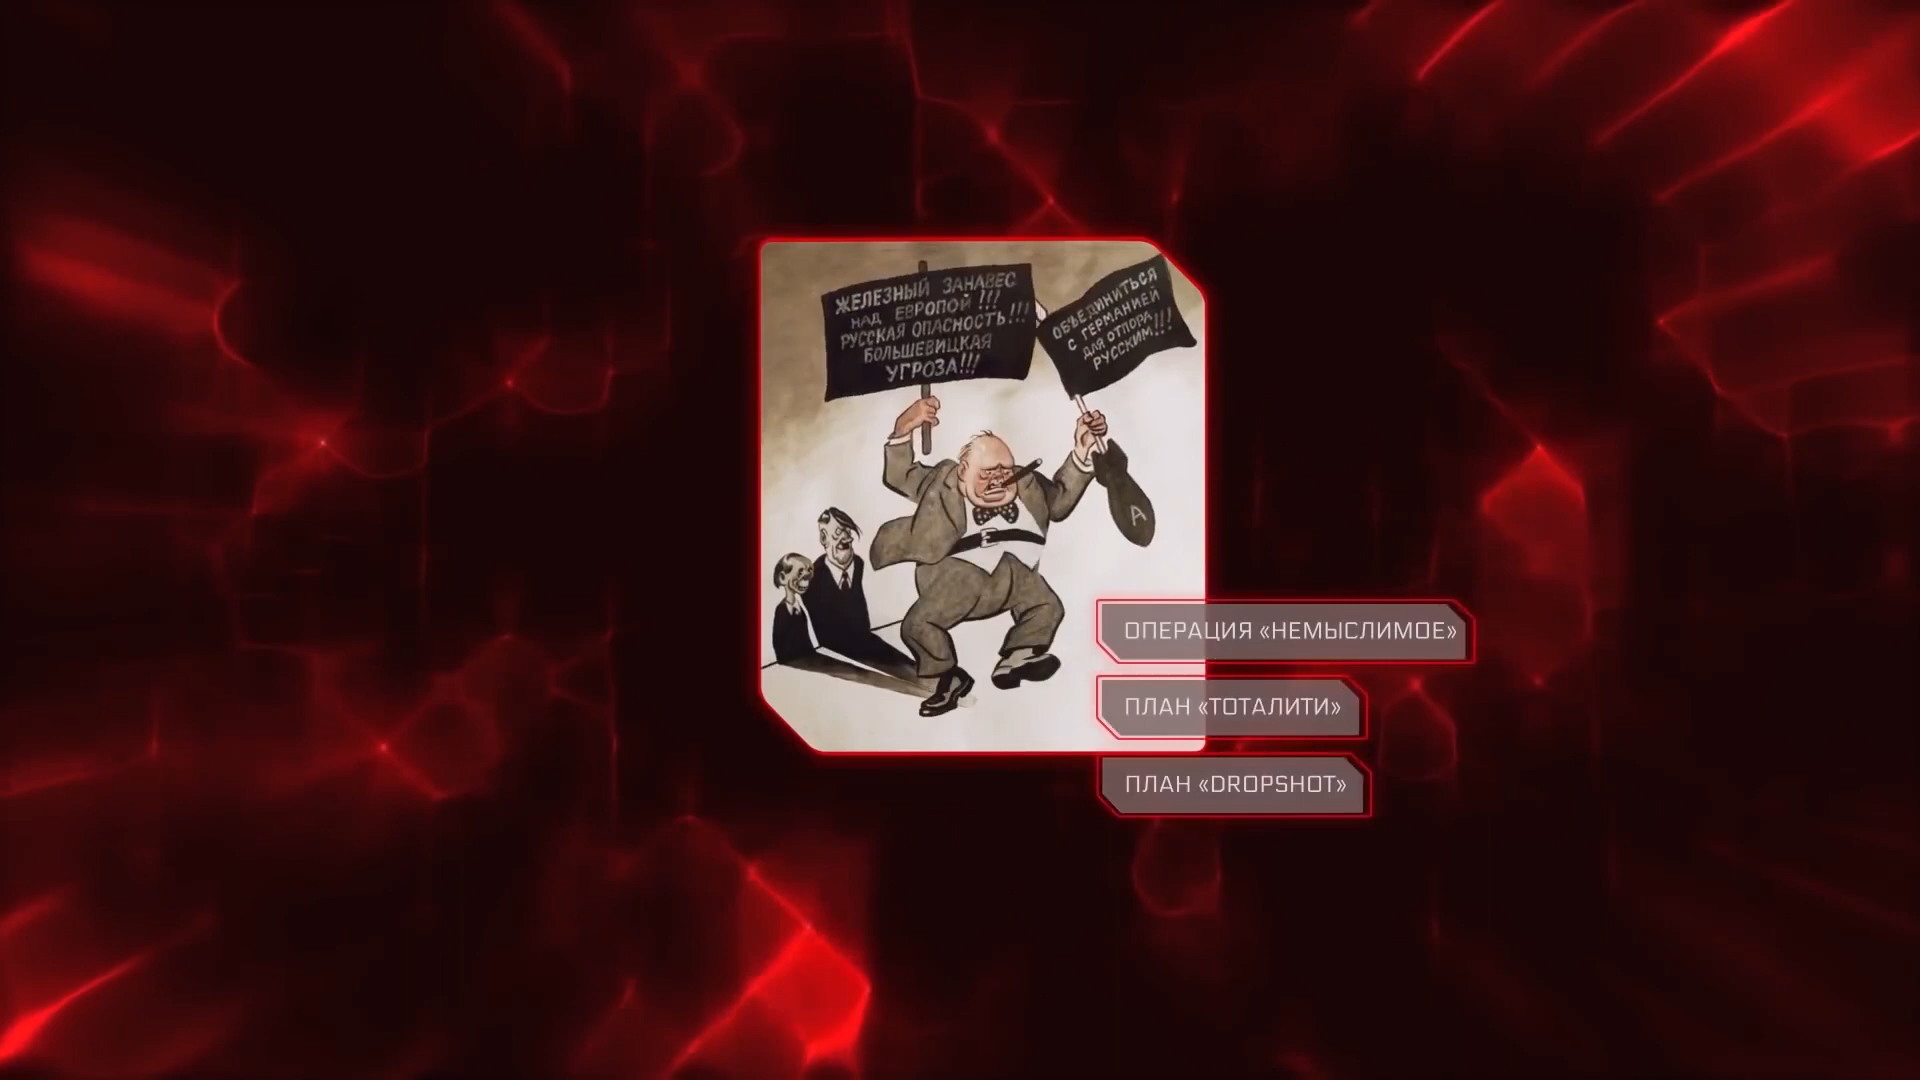 ЖЕЛЕЗНЫЙ ЗАНАВЕС
НАД ЕВРОПОЙ!!!
РУССКАЯ ОПАСНОСТЬ!!!
БОЛЬШЕВИЦКАЯ
УГРОЗА!!!
ОБЪЕДИНИТЬСЯ
С ГЕРМАНИЕЙ
ДЛЯ ОТПОРА
РУССКИМ!!!
А
ОПЕРАЦИЯ «НЕМЫСЛИМОЕ»
ПЛАН «ТОТАЛИТИ»
ПЛАН «DROPSHOT»